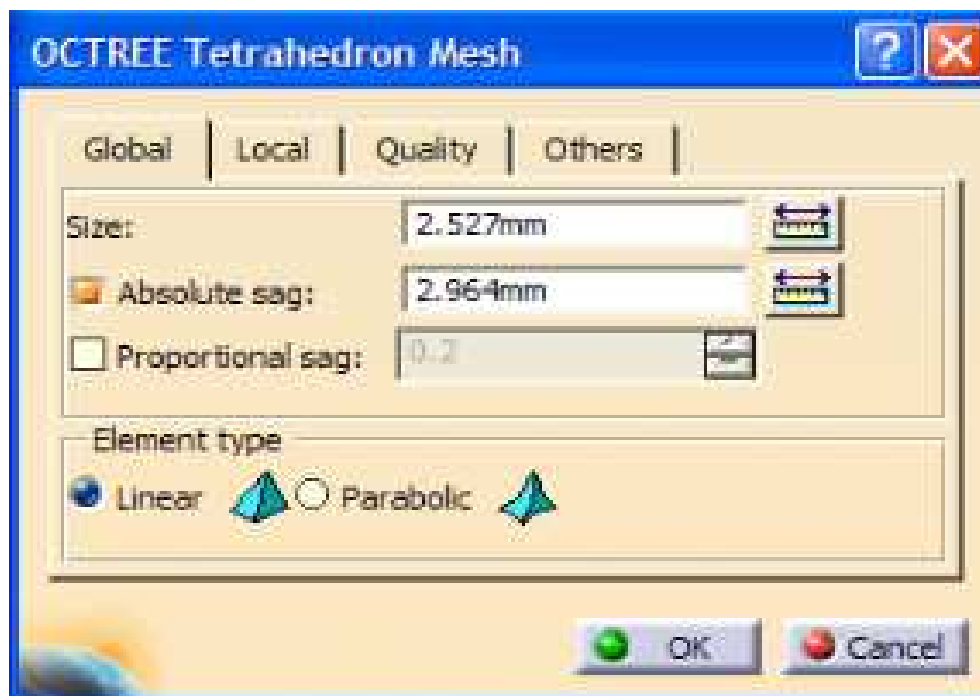 OCTREE Tetrahedron Mesh
Global Local Quality Others
Size: 2.527mm
Absolute sag: 2.964mm
Proportional sag: 0.2
Element type
Linear Parabolic
OK Cancel